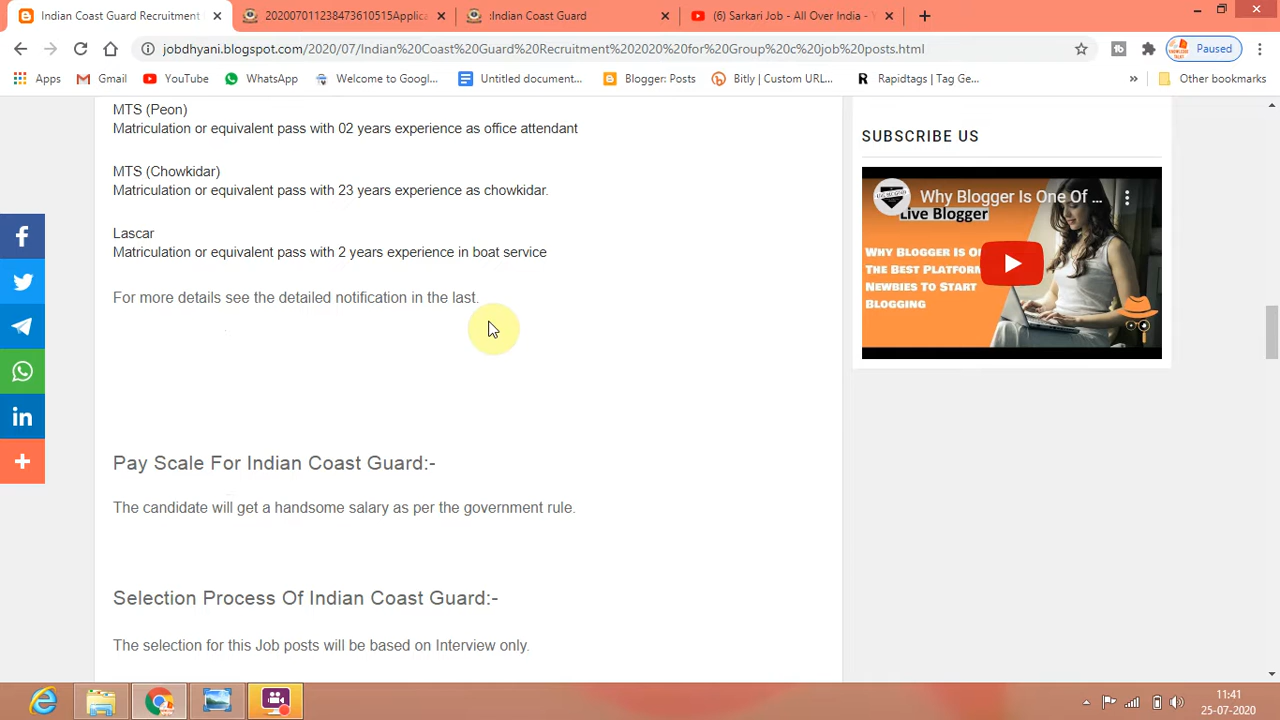 Indian Coast Guard Recruitment
202007011238473610515Applica
:Indian Coast Guard
(6) Sarkari Job - All Over India - Y
jobdhyani.blogspot.com/2020/07/Indian%20Coast%20Guard%20Recruitment%202020%20for%20Group%20c%20job%20posts.html
Paused
Apps
Gmail
YouTube
WhatsApp
Welcome to Googl...
Untitled document...
Blogger: Posts
Bitly | Custom URL...
Rapidtags | Tag Ge...
»
Other bookmarks
MTS (Peon)
Matriculation or equivalent pass with 02 years experience as office attendant
MTS (Chowkidar)
Matriculation or equivalent pass with 23 years experience as chowkidar.
Lascar
Matriculation or equivalent pass with 2 years experience in boat service
For more details see the detailed notification in the last.
Pay Scale For Indian Coast Guard:-
The candidate will get a handsome salary as per the government rule.
Selection Process Of Indian Coast Guard:-
The selection for this Job posts will be based on Interview only.
SUBSCRIBE US
Why Blogger Is One Of ...
Live Blogger
WHY BLOGGER IS ON
THE BEST PLATFORM
NEWBIES TO START
BLOGGING
11:41
25-07-2020